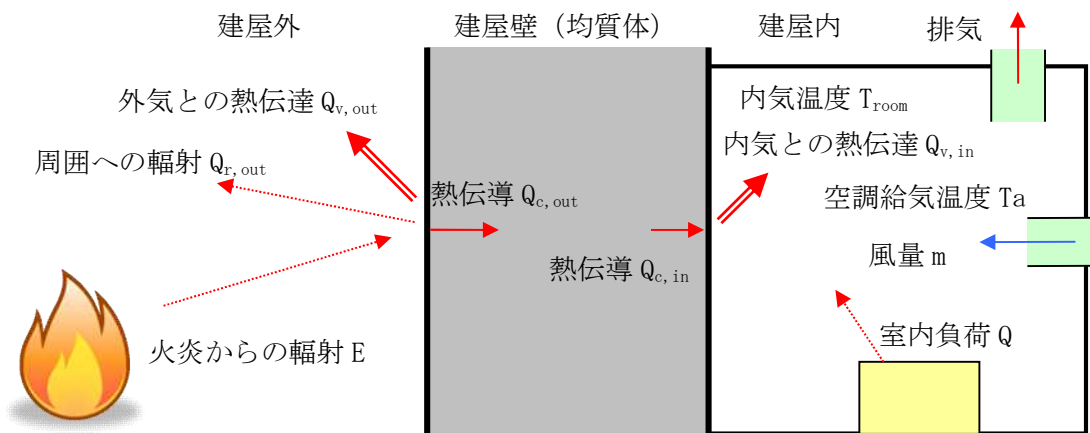 建屋外
建屋壁（均質体）
建屋内
排気
外気との熱伝達 Qv,out
内気温度 Troom
周囲への輻射 Qr,out
内気との熱伝達 Qv,in
熱伝導 Qc,out
空調給気温度 Ta
熱伝導 Qc,in
風量 m
火炎からの輻射 E
室内負荷 Q